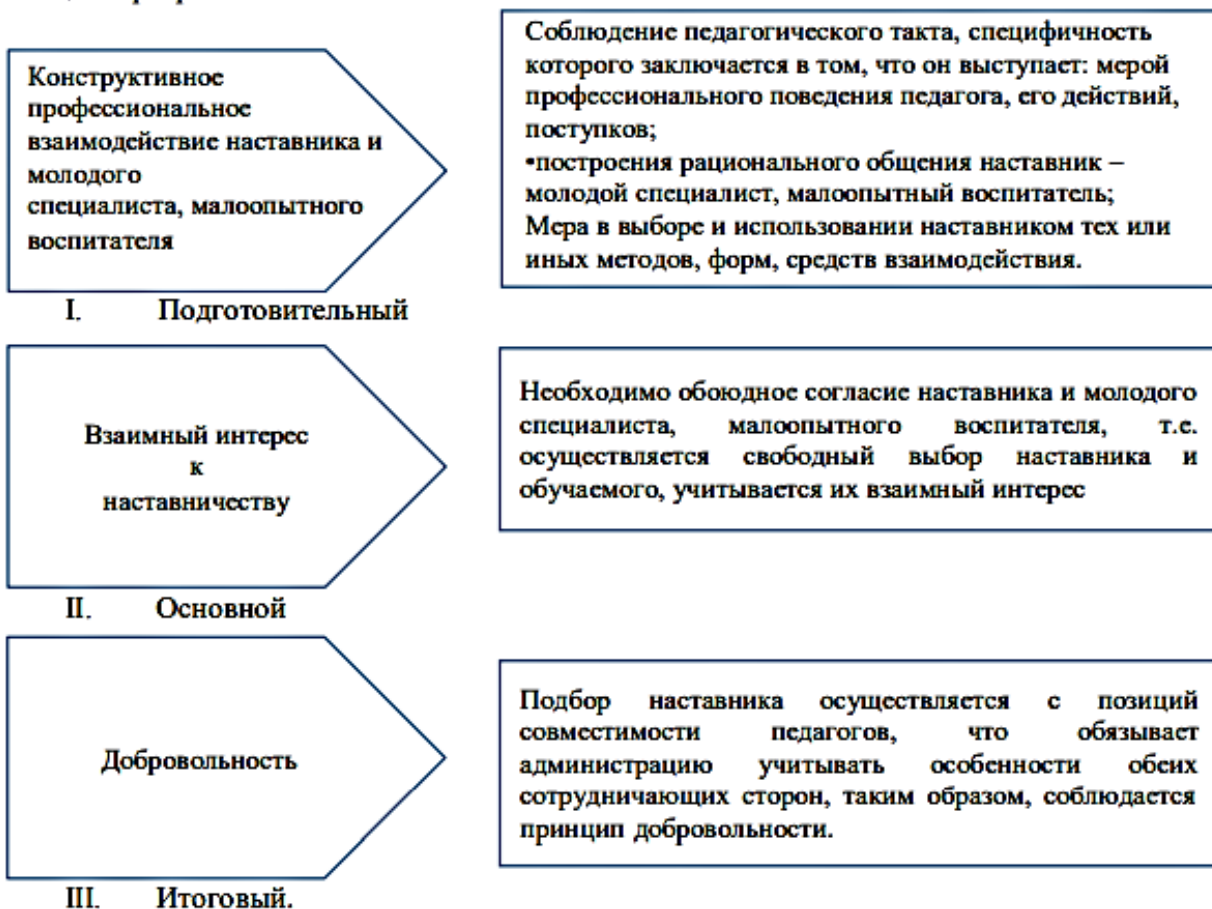 Конструктивное
профессиональное
взаимодействие наставника и
молодого
специалиста, малоопытного
воспитателя
Соблюдение педагогического такта, специфичность
которого заключается в том, что он выступает: мерой
профессионального поведения педагога, его действий,
поступков;
•построения рационального общения наставник –
молодой специалист, малоопытный воспитатель;
Мера в выборе и использовании наставником тех или
иных методов, форм, средств взаимодействия.
I. Подготовительный
Взаимный интерес
к
наставничеству
Необходимо обоюдное согласие наставника и молодого
специалиста, малоопытного воспитателя, т.е.
осуществляется свободный выбор наставника и
обучаемого, учитывается их взаимный интерес
II. Основной
Добровольность
Подбор наставника осуществляется с позиций
совместимости педагогов, что обязывает
администрацию учитывать особенности обеих
сотрудничающих сторон, таким образом, соблюдается
принцип добровольности.
III. Итоговый.